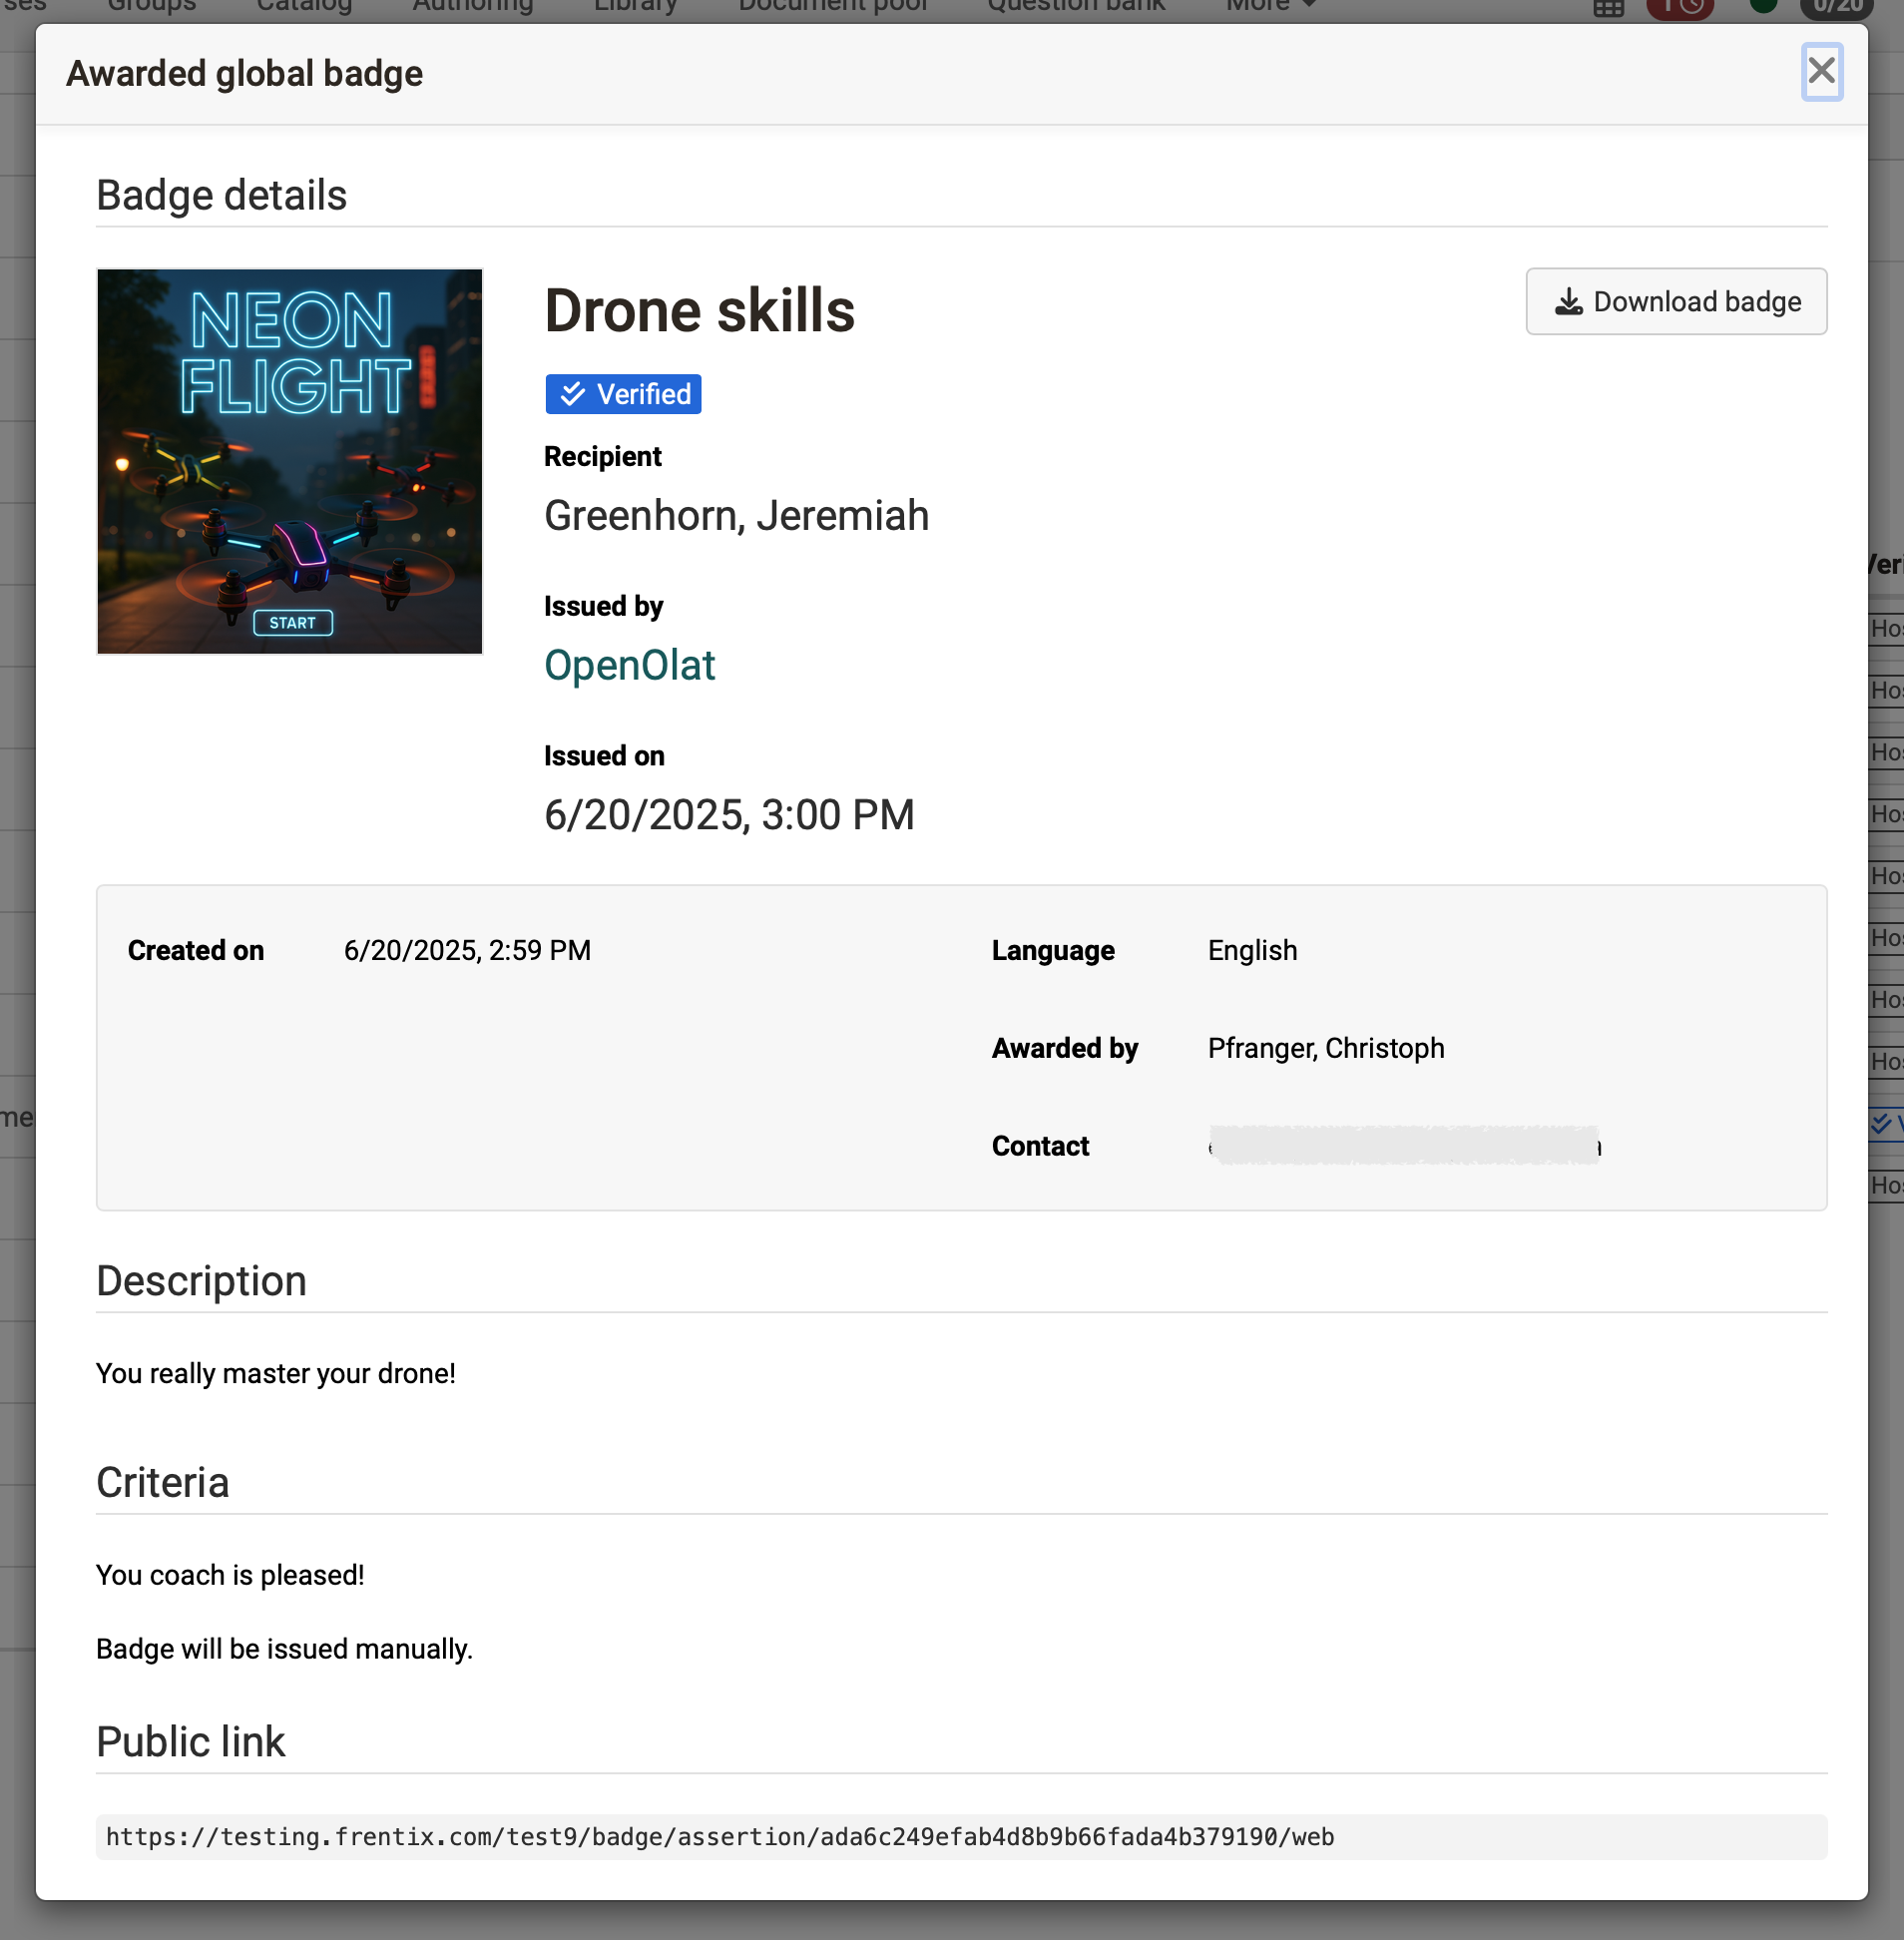 Groups Catalog Authoring Library Document pool Question bank More 0/20
Awarded global badge
Badge details
NEON
FLIGHT
START
Drone skills
Download badge
Verified
Recipient
Greenhorn, Jeremiah
Issued by
OpenOlat
Issued on
6/20/2025, 3:00 PM
Created on 6/20/2025, 2:59 PM Language English
Awarded by Pfranger, Christoph
Contact
Description
You really master your drone!
Criteria
You coach is pleased!
Badge will be issued manually.
Public link
https://testing.frentix.com/test9/badge/assertion/ada6c249efab4d8b9b66fada4b379190/web